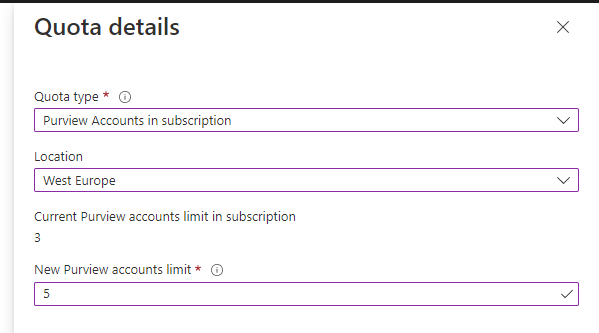 Quota details
Quota type *
Purview Accounts in subscription
Location
West Europe
Current Purview accounts limit in subscription
3
New Purview accounts limit *
5